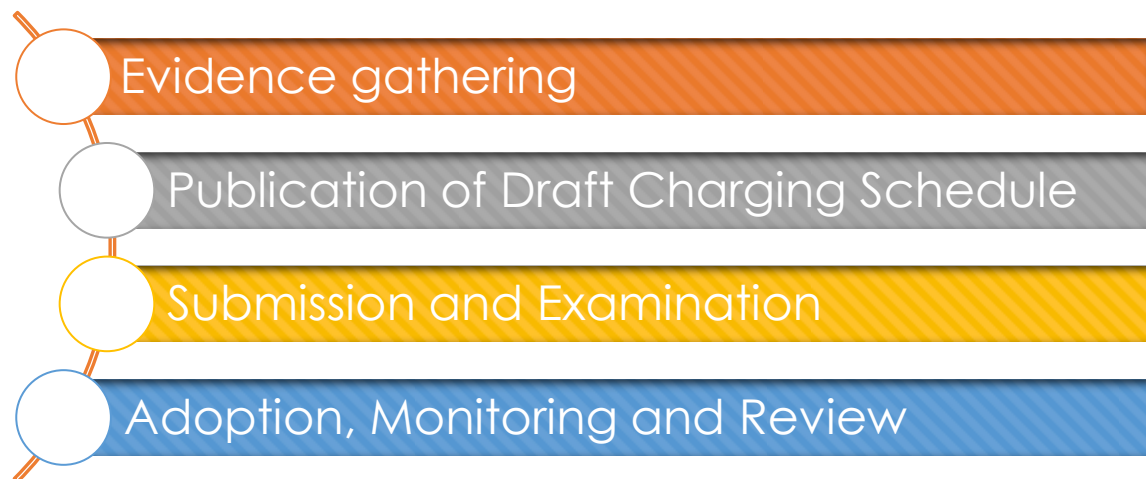 Evidence gathering
Publication of Draft Charging Schedule
Submission and Examination
Adoption, Monitoring and Review